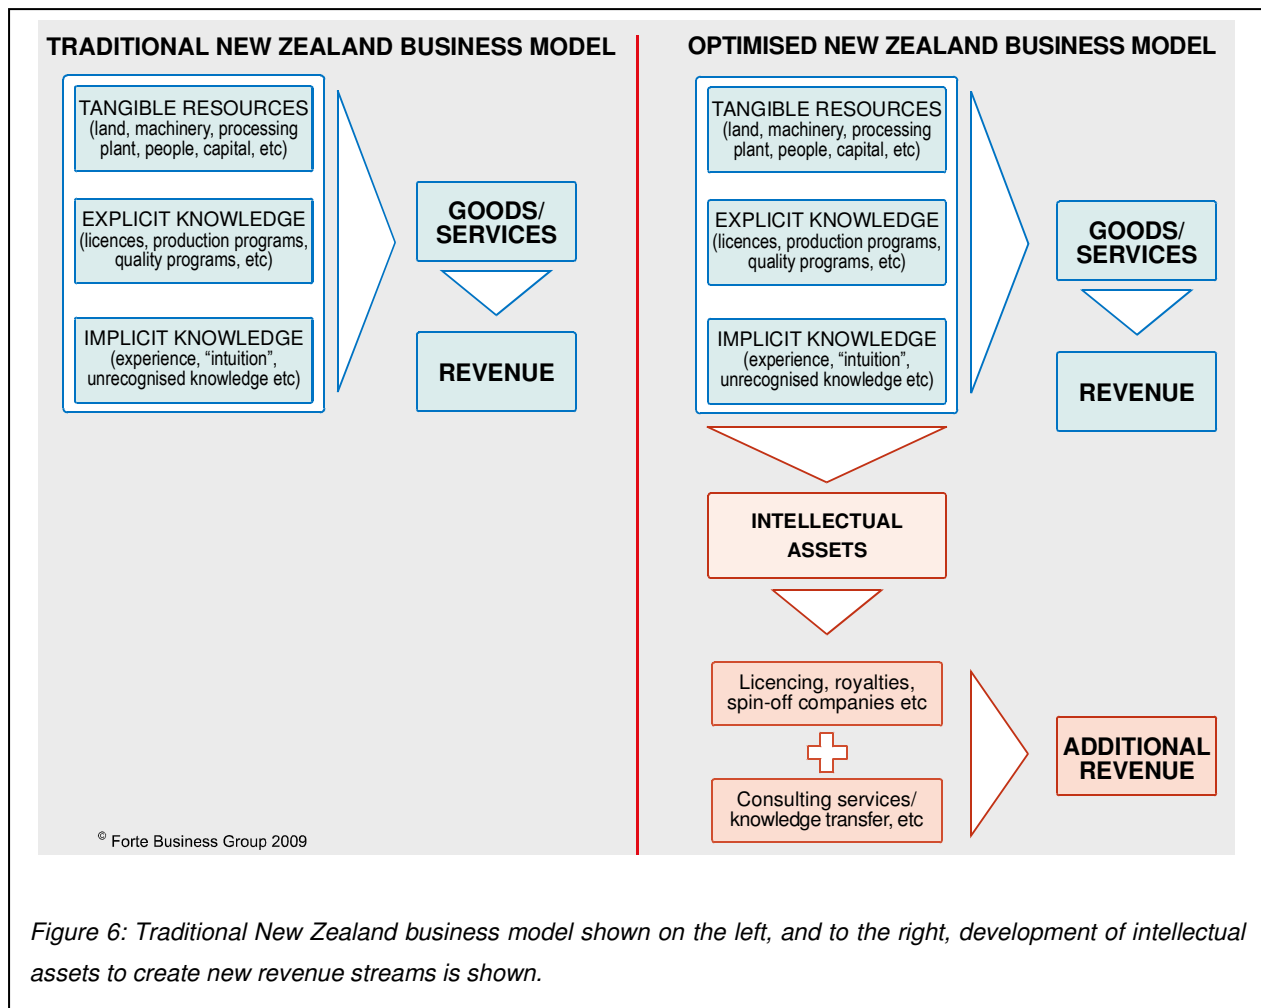 TRADITIONAL NEW ZEALAND BUSINESS MODEL
TANGIBLE RESOURCES
(land, machinery, processing
plant, people, capital, etc)
EXPLICIT KNOWLEDGE
(licences, production programs,
quality programs, etc)
IMPLICIT KNOWLEDGE
(experience, “intuition”,
unrecognised knowledge etc)
GOODS/
SERVICES
REVENUE
© Forte Business Group 2009
OPTIMISED NEW ZEALAND BUSINESS MODEL
TANGIBLE RESOURCES
(land, machinery, processing
plant, people, capital, etc)
EXPLICIT KNOWLEDGE
(licences, production programs,
quality programs, etc)
IMPLICIT KNOWLEDGE
(experience, “intuition”,
unrecognised knowledge etc)
GOODS/
SERVICES
REVENUE
INTELLECTUAL
ASSETS
Licencing, royalties,
spin-off companies etc
Consulting services/
knowledge transfer, etc
ADDITIONAL
REVENUE
Figure 6: Traditional New Zealand business model shown on the left, and to the right, development of intellectual
assets to create new revenue streams is shown.